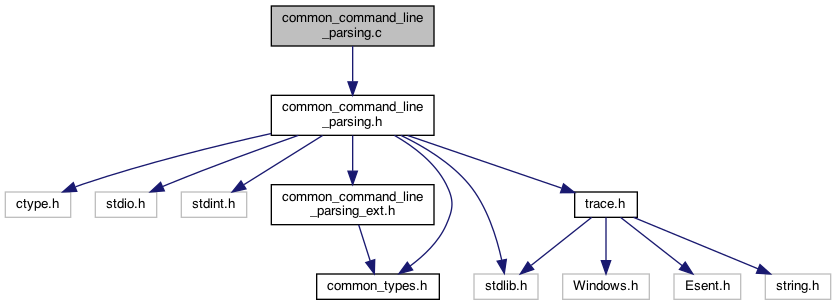 common_command_line
_parsing.c
common_command_line
_parsing.h
ctype.h
stdio.h
stdint.h
common_command_line
_parsing_ext.h
trace.h
common_types.h
stdlib.h
Windows.h
Esent.h
string.h